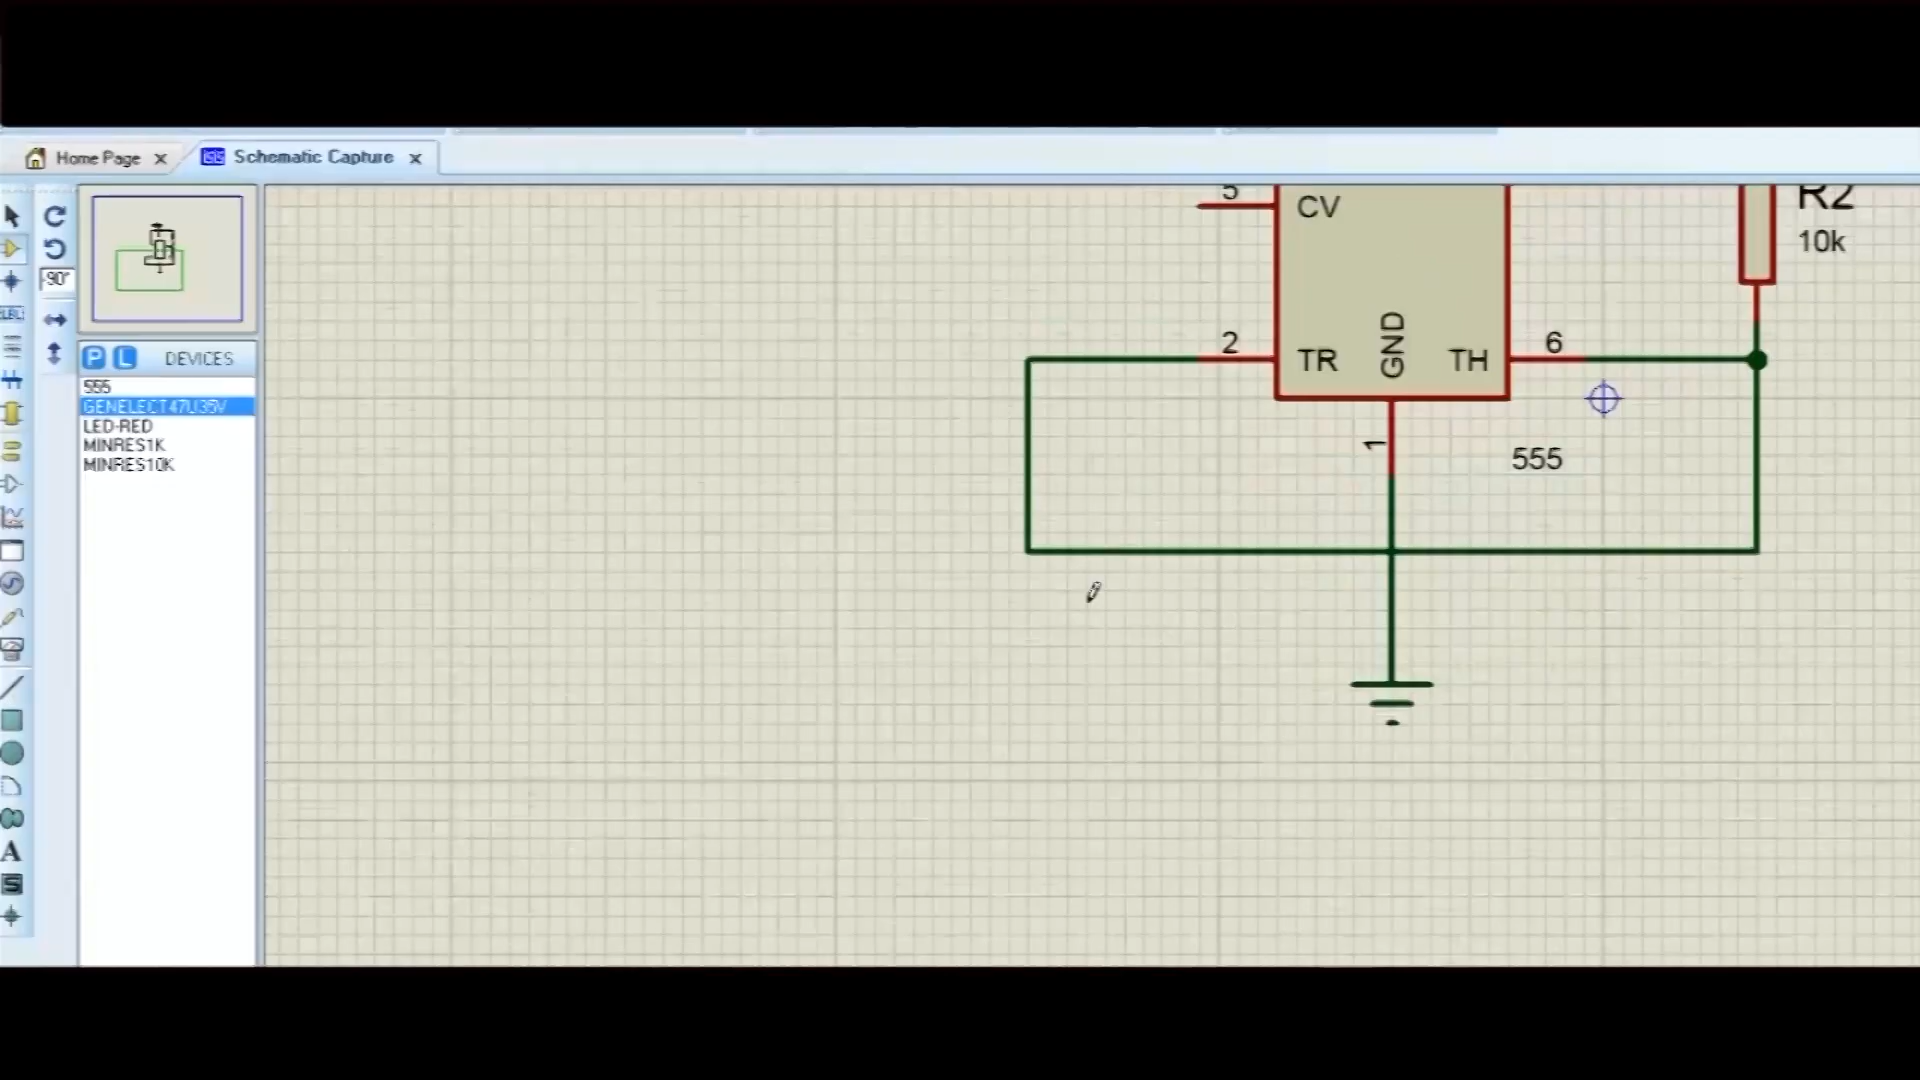 Home Page
Schematic Capture
-90°
LBL
P L DEVICES
555
GENELECT47U35V
LED-RED
MINRES1K
MINRES10K
A
S
5
CV
R2
10k
2
TR
GND
TH
6
1
555